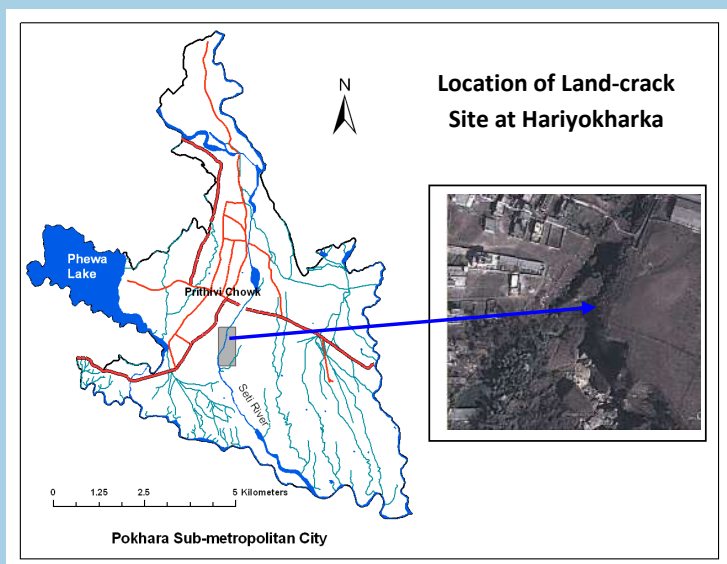 Location of Land-crack
Site at Hariyokharka
N
Phewa
Lake
Prithivi Chowk
Seti River
0 1.25 2.5 5 Kilometers
Pokhara Sub-metropolitan City